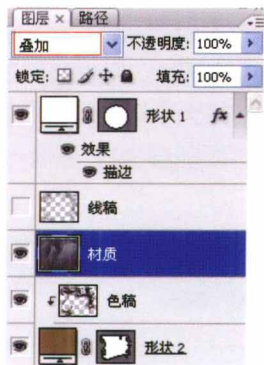 图层 × 路径
叠加 不透明度: 100%
锁定: 填充: 100%
形状 1 fx
效果
描边
线稿
材质
色稿
形状 2